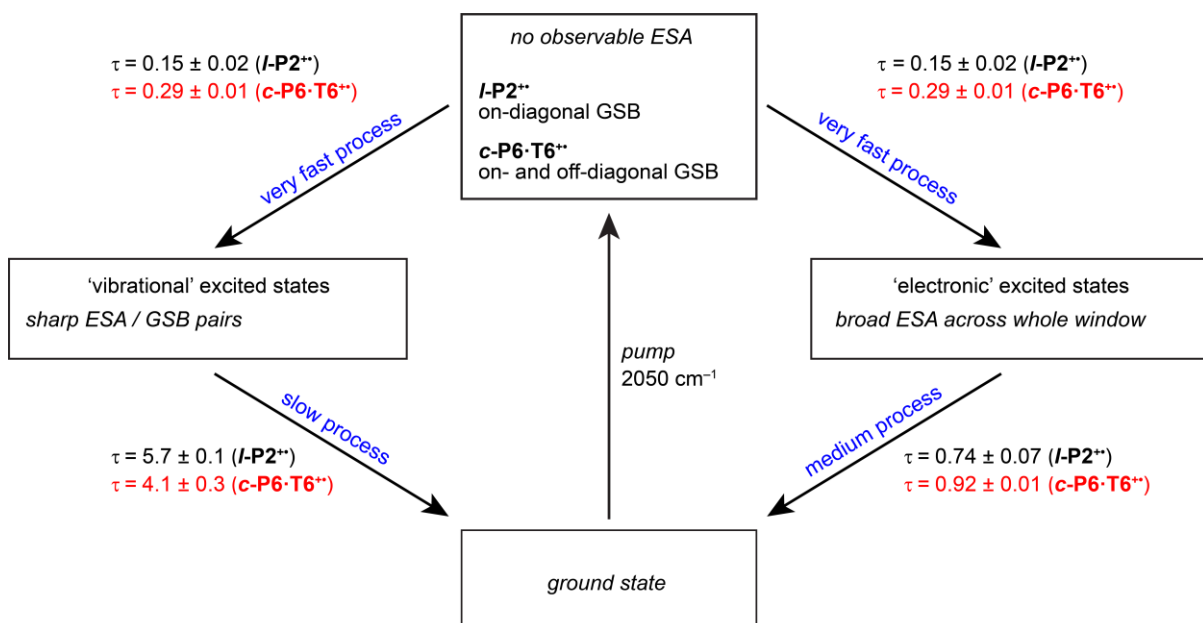 no observable ESA
l-P2⁺•
on-diagonal GSB
c-P6·T6⁺•
on- and off-diagonal GSB
τ = 0.15 ± 0.02 (l-P2⁺•)
τ = 0.29 ± 0.01 (c-P6·T6⁺•)
τ = 0.15 ± 0.02 (l-P2⁺•)
τ = 0.29 ± 0.01 (c-P6·T6⁺•)
very fast process
very fast process
‘vibrational’ excited states
sharp ESA / GSB pairs
‘electronic’ excited states
broad ESA across whole window
pump
2050 cm⁻¹
slow process
medium process
τ = 5.7 ± 0.1 (l-P2⁺•)
τ = 4.1 ± 0.3 (c-P6·T6⁺•)
τ = 0.74 ± 0.07 (l-P2⁺•)
τ = 0.92 ± 0.01 (c-P6·T6⁺•)
ground state